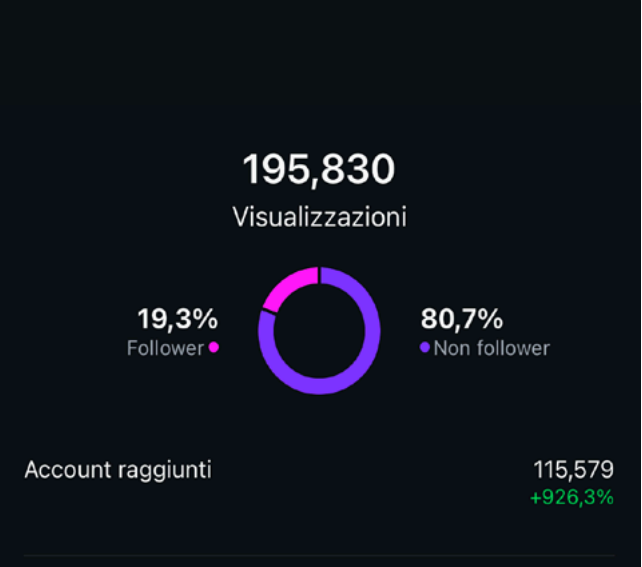 195,830
Visualizzazioni
19,3%
Follower
80,7%
Non follower
Account raggiunti
115,579
+926,3%